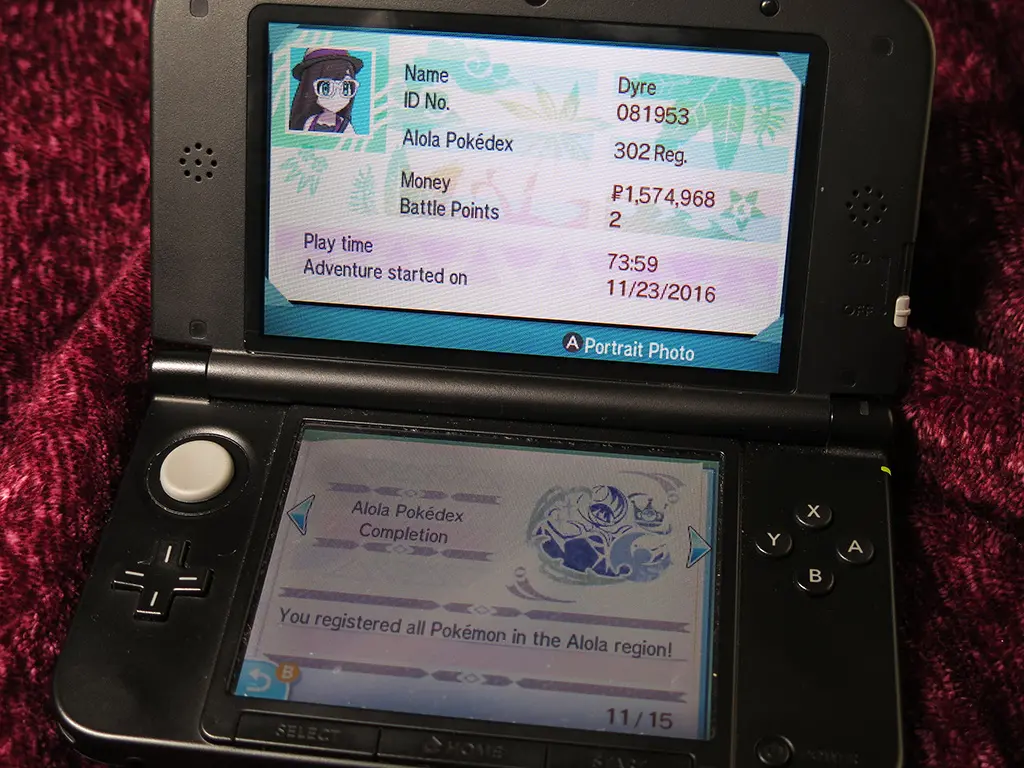 Name Dyre
ID No. 081953
Alola Pokédex 302 Reg.
Money ₽1,574,968
Battle Points 2
Play time 73:59
Adventure started on 11/23/2016
A Portrait Photo
3D
OFF
Alola Pokédex
Completion
You registered all Pokémon in the Alola region!
B
11/15
X
Y
A
B
SELECT
HOME
START